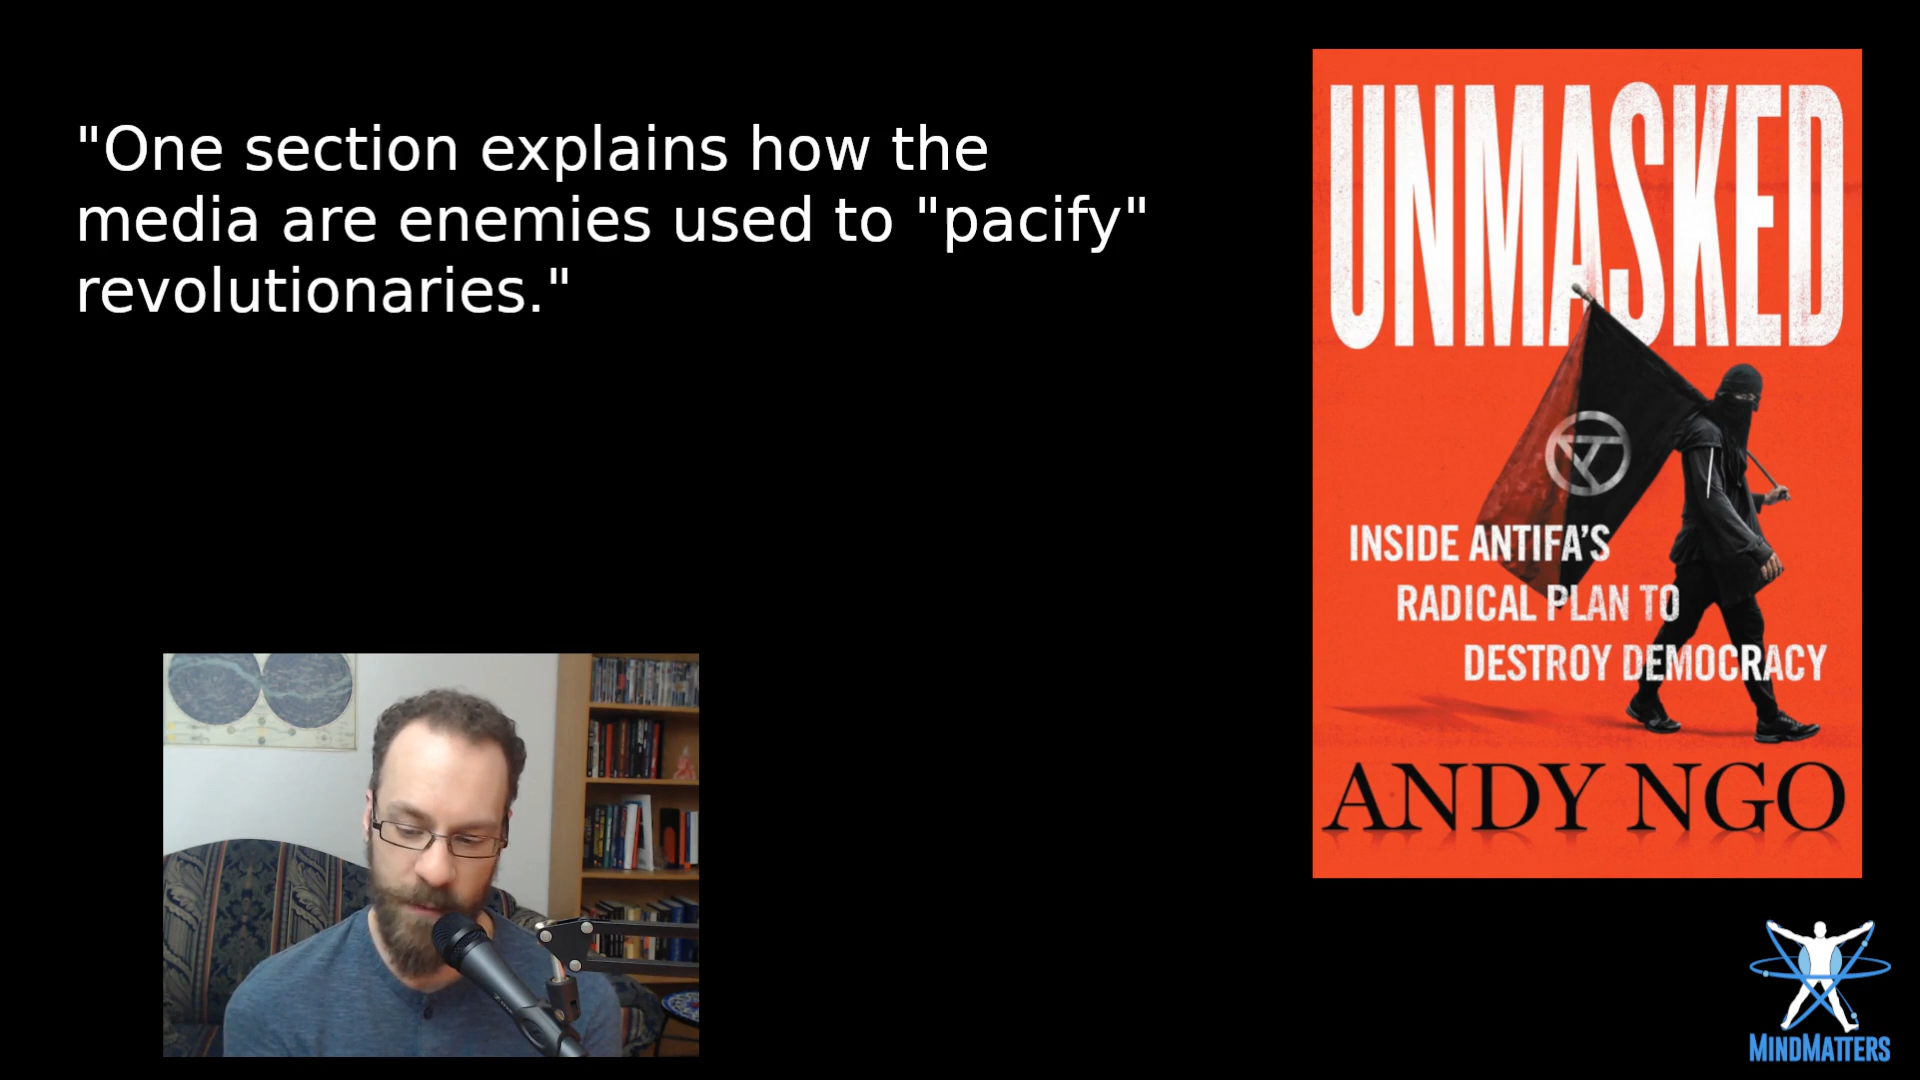 "One section explains how the
media are enemies used to "pacify"
revolutionaries."
UNMASKED
INSIDE ANTIFA'S
RADICAL PLAN TO
DESTROY DEMOCRACY
ANDY NGO
MINDMATTERS